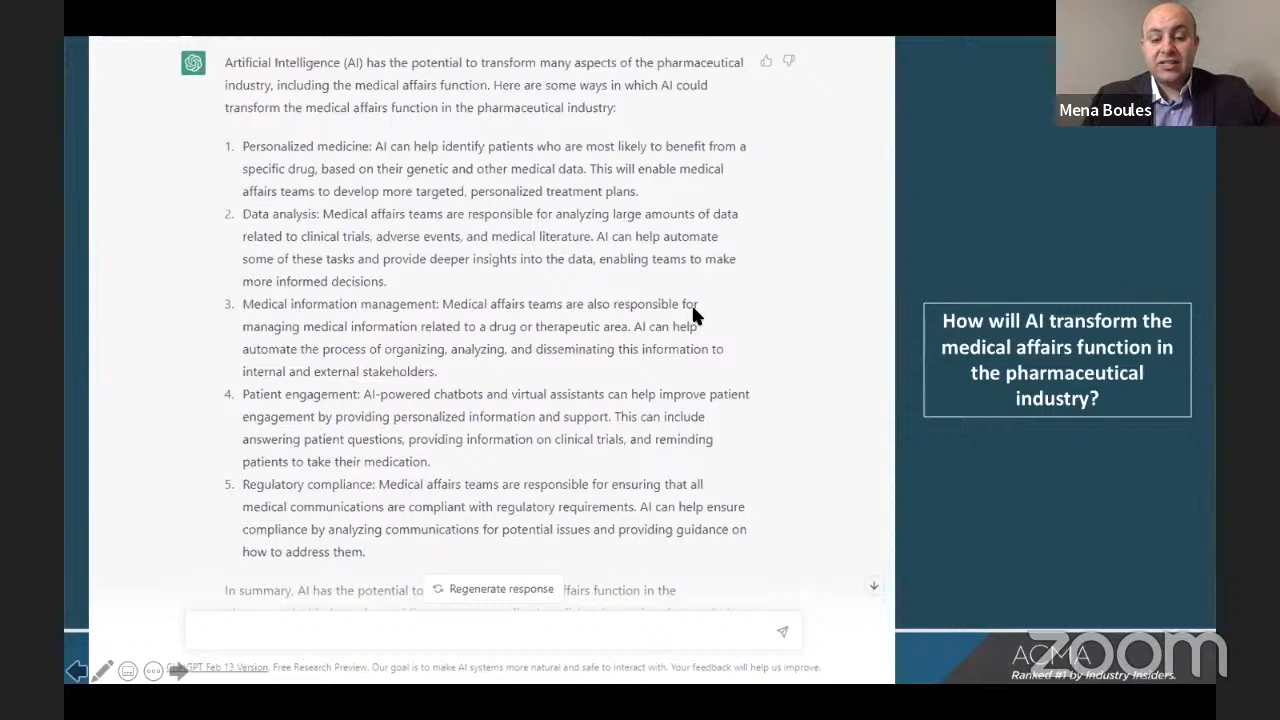 Artificial Intelligence (AI) has the potential to transform many aspects of the pharmaceutical
industry, including the medical affairs function. Here are some ways in which AI could
transform the medical affairs function in the pharmaceutical industry:
1. Personalized medicine: AI can help identify patients who are most likely to benefit from a
specific drug, based on their genetic and other medical data. This will enable medical
affairs teams to develop more targeted, personalized treatment plans.
2. Data analysis: Medical affairs teams are responsible for analyzing large amounts of data
related to clinical trials, adverse events, and medical literature. AI can help automate
some of these tasks and provide deeper insights into the data, enabling teams to make
more informed decisions.
3. Medical information management: Medical affairs teams are also responsible for
managing medical information related to a drug or therapeutic area. AI can help
automate the process of organizing, analyzing, and disseminating this information to
internal and external stakeholders.
4. Patient engagement: AI-powered chatbots and virtual assistants can help improve patient
engagement by providing personalized information and support. This can include
answering patient questions, providing information on clinical trials, and reminding
patients to take their medication.
5. Regulatory compliance: Medical affairs teams are responsible for ensuring that all
medical communications are compliant with regulatory requirements. AI can help ensure
compliance by analyzing communications for potential issues and providing guidance on
how to address them.
In summary, AI has the potential to
affairs function in the
Regenerate response
Feb 13 Version. Free Research Preview. Our goal is to make AI systems more natural and safe to interact with. Your feedback will help us improve.
How will AI transform the
medical affairs function in
the pharmaceutical
industry?
Mena Boules
ACMA
Ranked #1 by Industry Insiders.
zoom